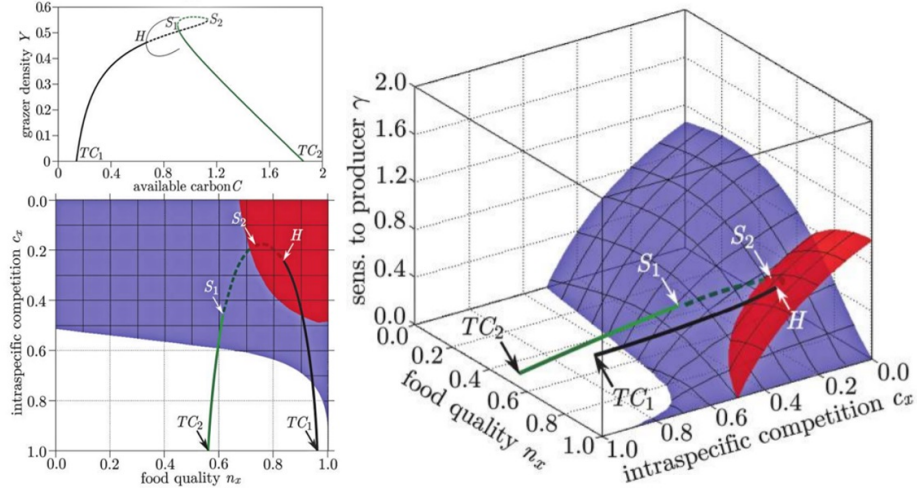 0.6
0.5
0.4
0.3
0.2
0.1
0
grazer density Y
H
S₁
S₂
TC₁
TC₂
0 0.4 0.8 1.2 1.6 2
available carbon C
0.0
0.2
0.4
0.6
0.8
1.0
intraspecific competition cₓ
S₂
H
S₁
TC₂
TC₁
0.0 0.2 0.4 0.6 0.8 1.0
food quality nₓ
2.0
1.6
1.2
0.8
0.4
0.0
sens. to producer γ
S₂
S₁
H
TC₂
TC₁
0.0
0.2
0.4
0.6
0.8
1.0
food quality nₓ
1.0
0.8
0.6
0.4
0.2
0.0
intraspecific competition cₓ